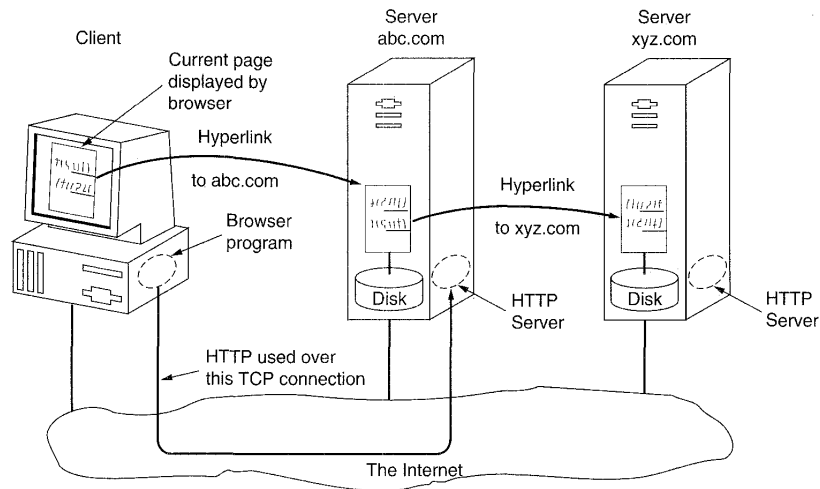 Client
Server
abc.com
Server
xyz.com
Current page
displayed by
browser
Hyperlink
to abc.com
Hyperlink
to xyz.com
Browser
program
Disk
HTTP
Server
Disk
HTTP
Server
HTTP used over
this TCP connection
The Internet